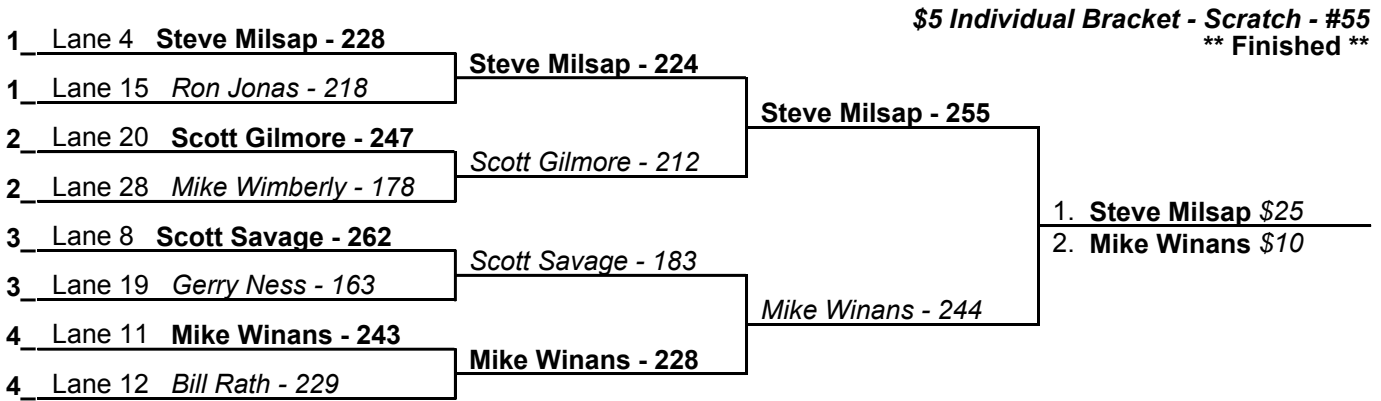 $5 Individual Bracket - Scratch - #55
** Finished **
1_ Lane 4 Steve Milsap - 228
1_ Lane 15 Ron Jonas - 218
2_ Lane 20 Scott Gilmore - 247
2_ Lane 28 Mike Wimberly - 178
3_ Lane 8 Scott Savage - 262
3_ Lane 19 Gerry Ness - 163
4_ Lane 11 Mike Winans - 243
4_ Lane 12 Bill Rath - 229
Steve Milsap - 224
Scott Gilmore - 212
Scott Savage - 183
Mike Winans - 228
Steve Milsap - 255
Mike Winans - 244
1. Steve Milsap $25
2. Mike Winans $10